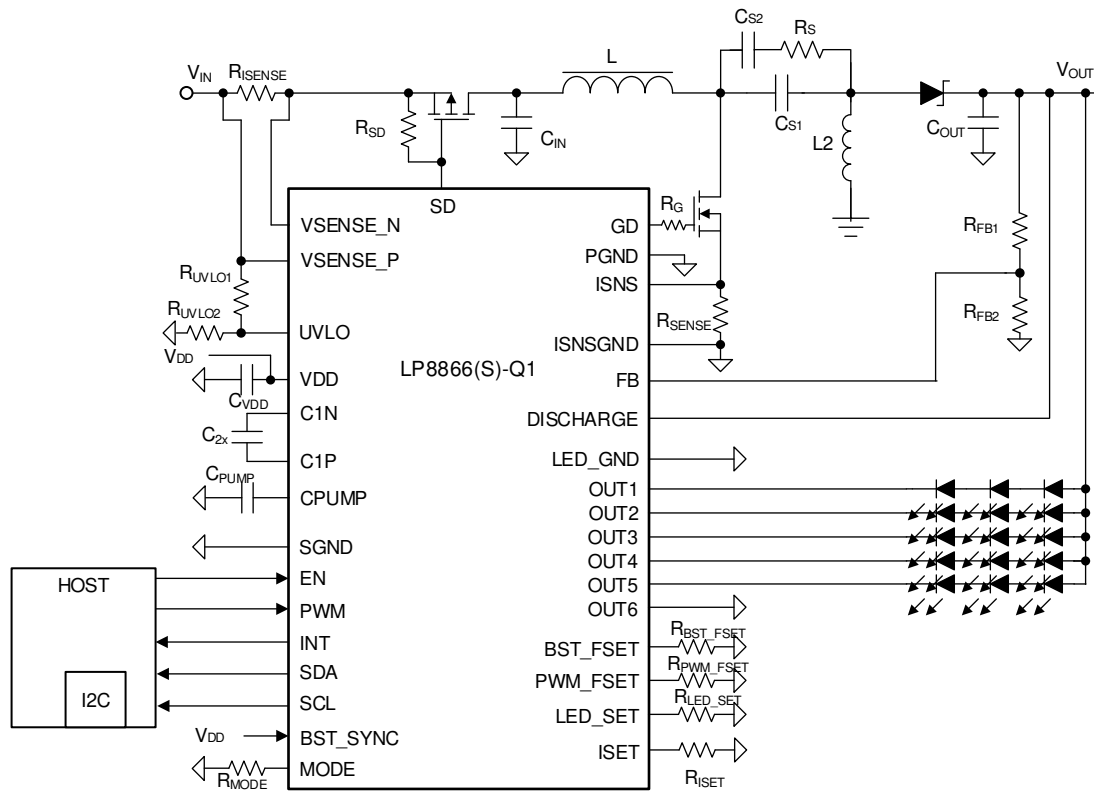 CS2
RS
L
VIN
RISENSE
VOUT
RSD
CIN
CS1
L2
COUT
SD
RG
GD
VSENSE_N
RFB1
PGND
VSENSE_P
ISNS
RUVLO1
RUVLO2
RSENSE
RFB2
UVLO
ISNSGND
VDD
LP8866(S)-Q1
VDD
FB
CVDD
C1N
DISCHARGE
C2x
C1P
LED_GND
CPUMP
CPUMP
OUT1
OUT2
OUT3
OUT4
OUT5
OUT6
SGND
HOST
EN
PWM
INT
SDA
SCL
I2C
RBST_FSET
BST_FSET
RPWM_FSET
PWM_FSET
RLED_SET
LED_SET
VDD
BST_SYNC
ISET
RISET
MODE
RMODE